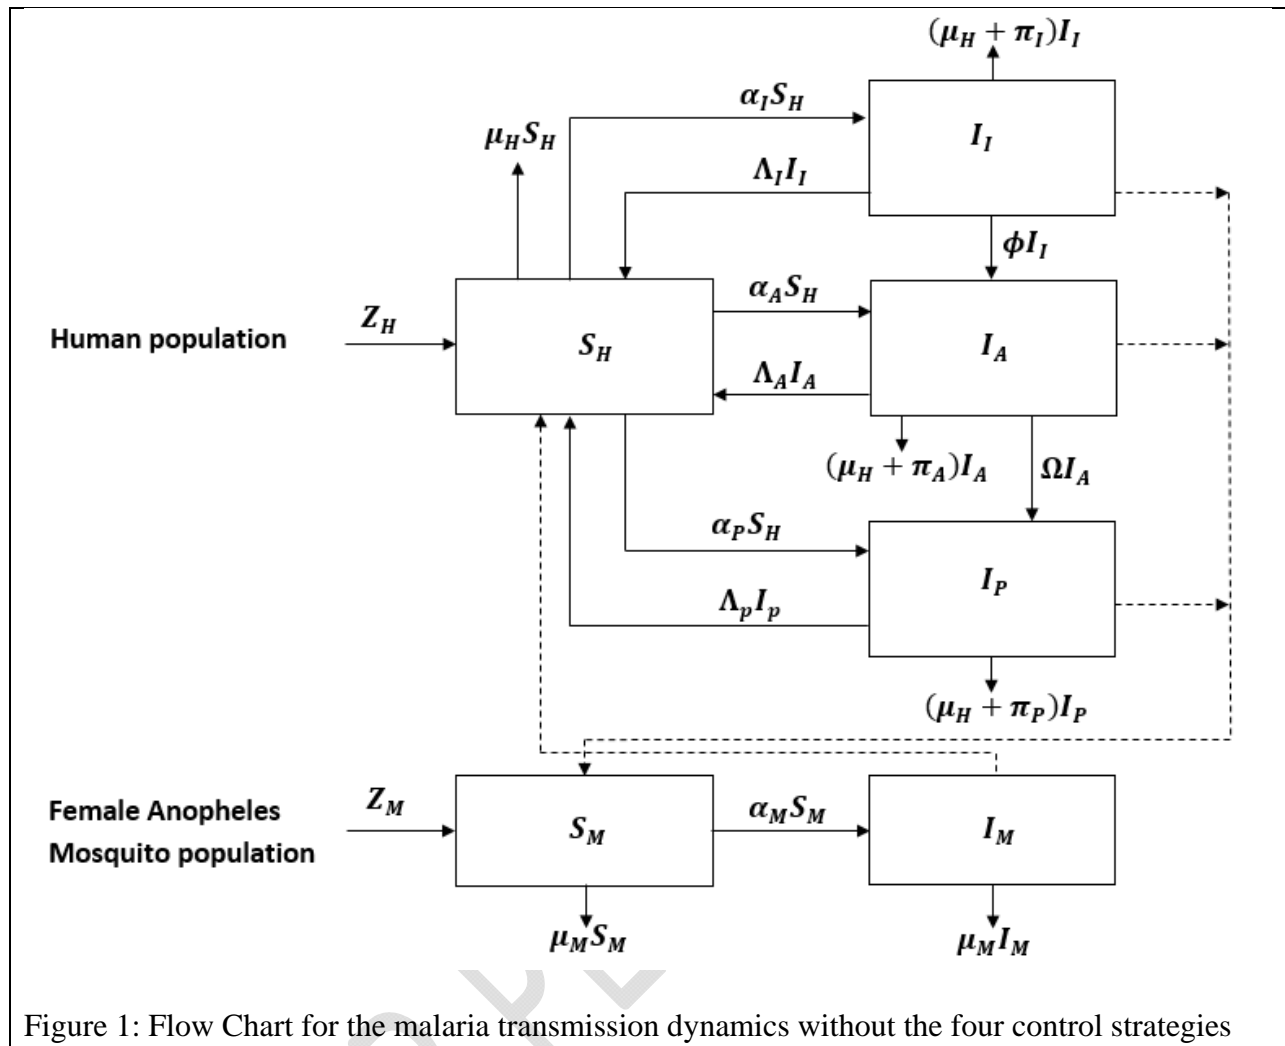 (μ_H + π_I)I_I
α_I S_H
I_I
μ_H S_H
Λ_I I_I
ϕI_I
α_A S_H
Z_H
Human population
S_H
I_A
Λ_A I_A
(μ_H + π_A)I_A
ΩI_A
α_P S_H
I_P
Λ_p I_p
(μ_H + π_P)I_P
Female Anopheles
Mosquito population
Z_M
S_M
α_M S_M
I_M
μ_M S_M
μ_M I_M
Figure 1: Flow Chart for the malaria transmission dynamics without the four control strategies